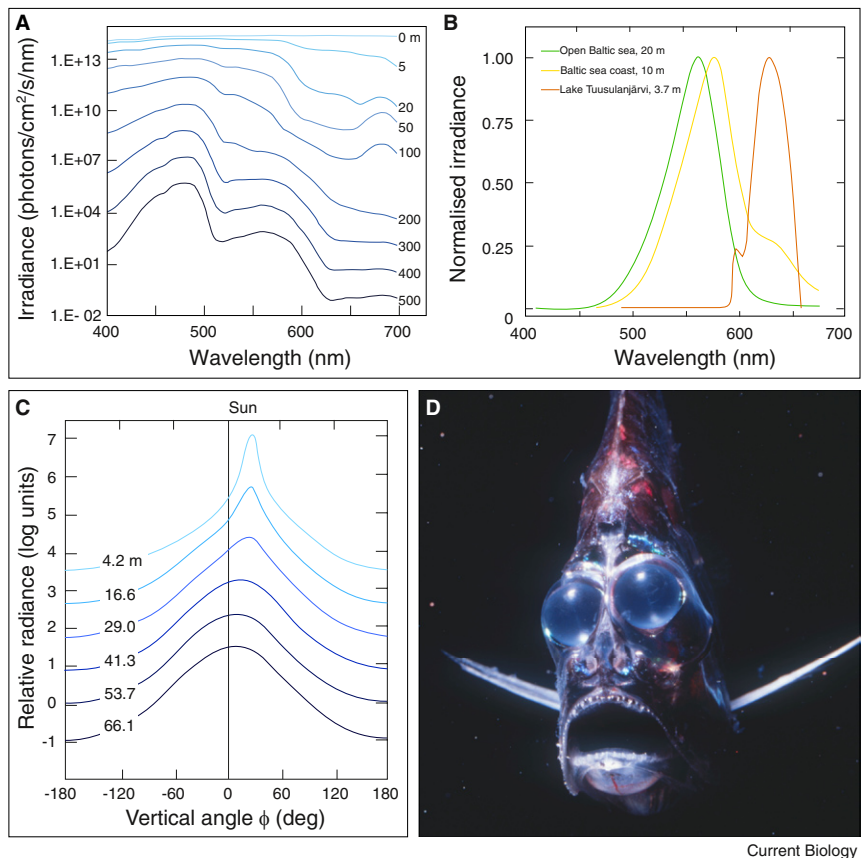 A
Irradiance (photons/cm2/s/nm)
1.E+13
1.E+10
1.E+07
1.E+04
1.E+01
1.E- 02
0 m
5
20
50
100
200
300
400
500
400
500
600
700
Wavelength (nm)
B
Normalised irradiance
1.00
0.75
0.50
0.25
0
Open Baltic sea, 20 m
Baltic sea coast, 10 m
Lake Tuusulanjärvi, 3.7 m
400
500
600
700
Wavelength (nm)
C
Sun
Relative radiance (log units)
7
6
5
4
3
2
1
0
-1
4.2 m
16.6
29.0
41.3
53.7
66.1
-180
-120
-60
0
60
120
180
Vertical angle ϕ (deg)
D
Current Biology